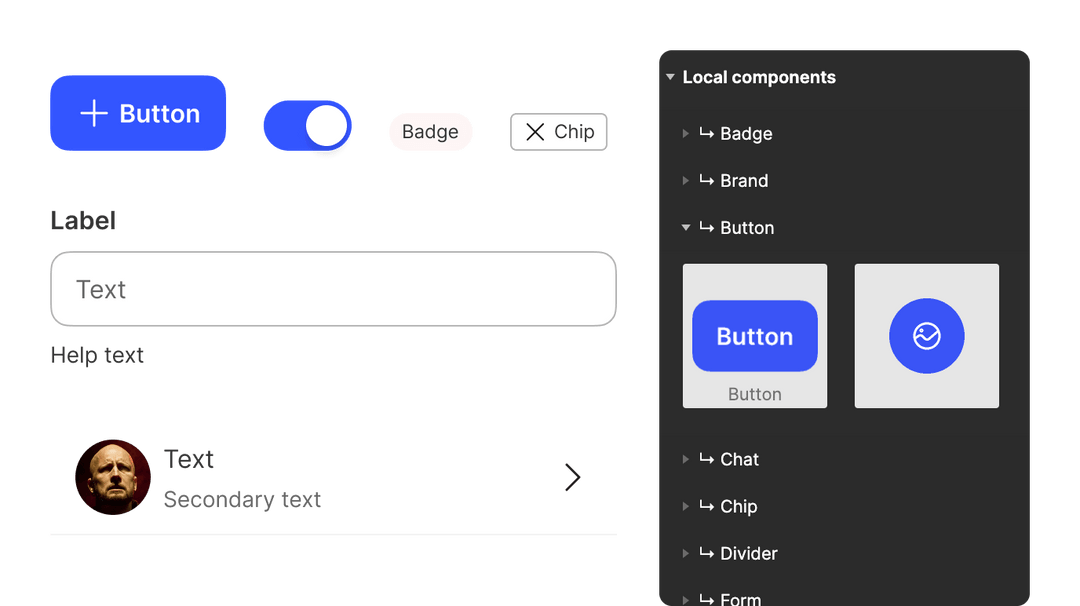 Button
Badge
Chip
Label
Text
Help text
Text
Secondary text
Local components
Badge
Brand
Button
Button
Button
Chat
Chip
Divider
Form